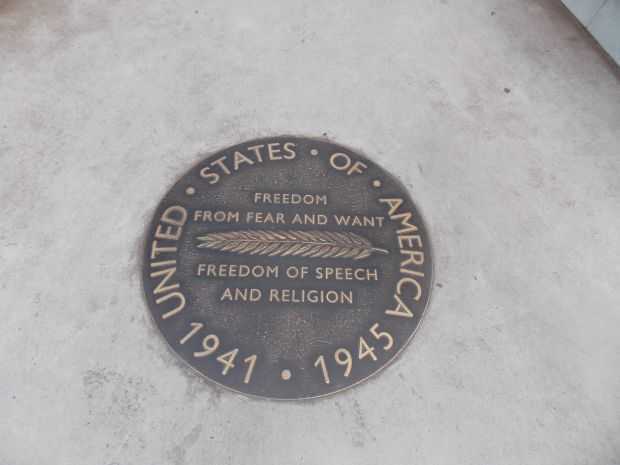 UNITED · STATES · OF · AMERICA
FREEDOM
FROM FEAR AND WANT
FREEDOM OF SPEECH
AND RELIGION
1941 · 1945